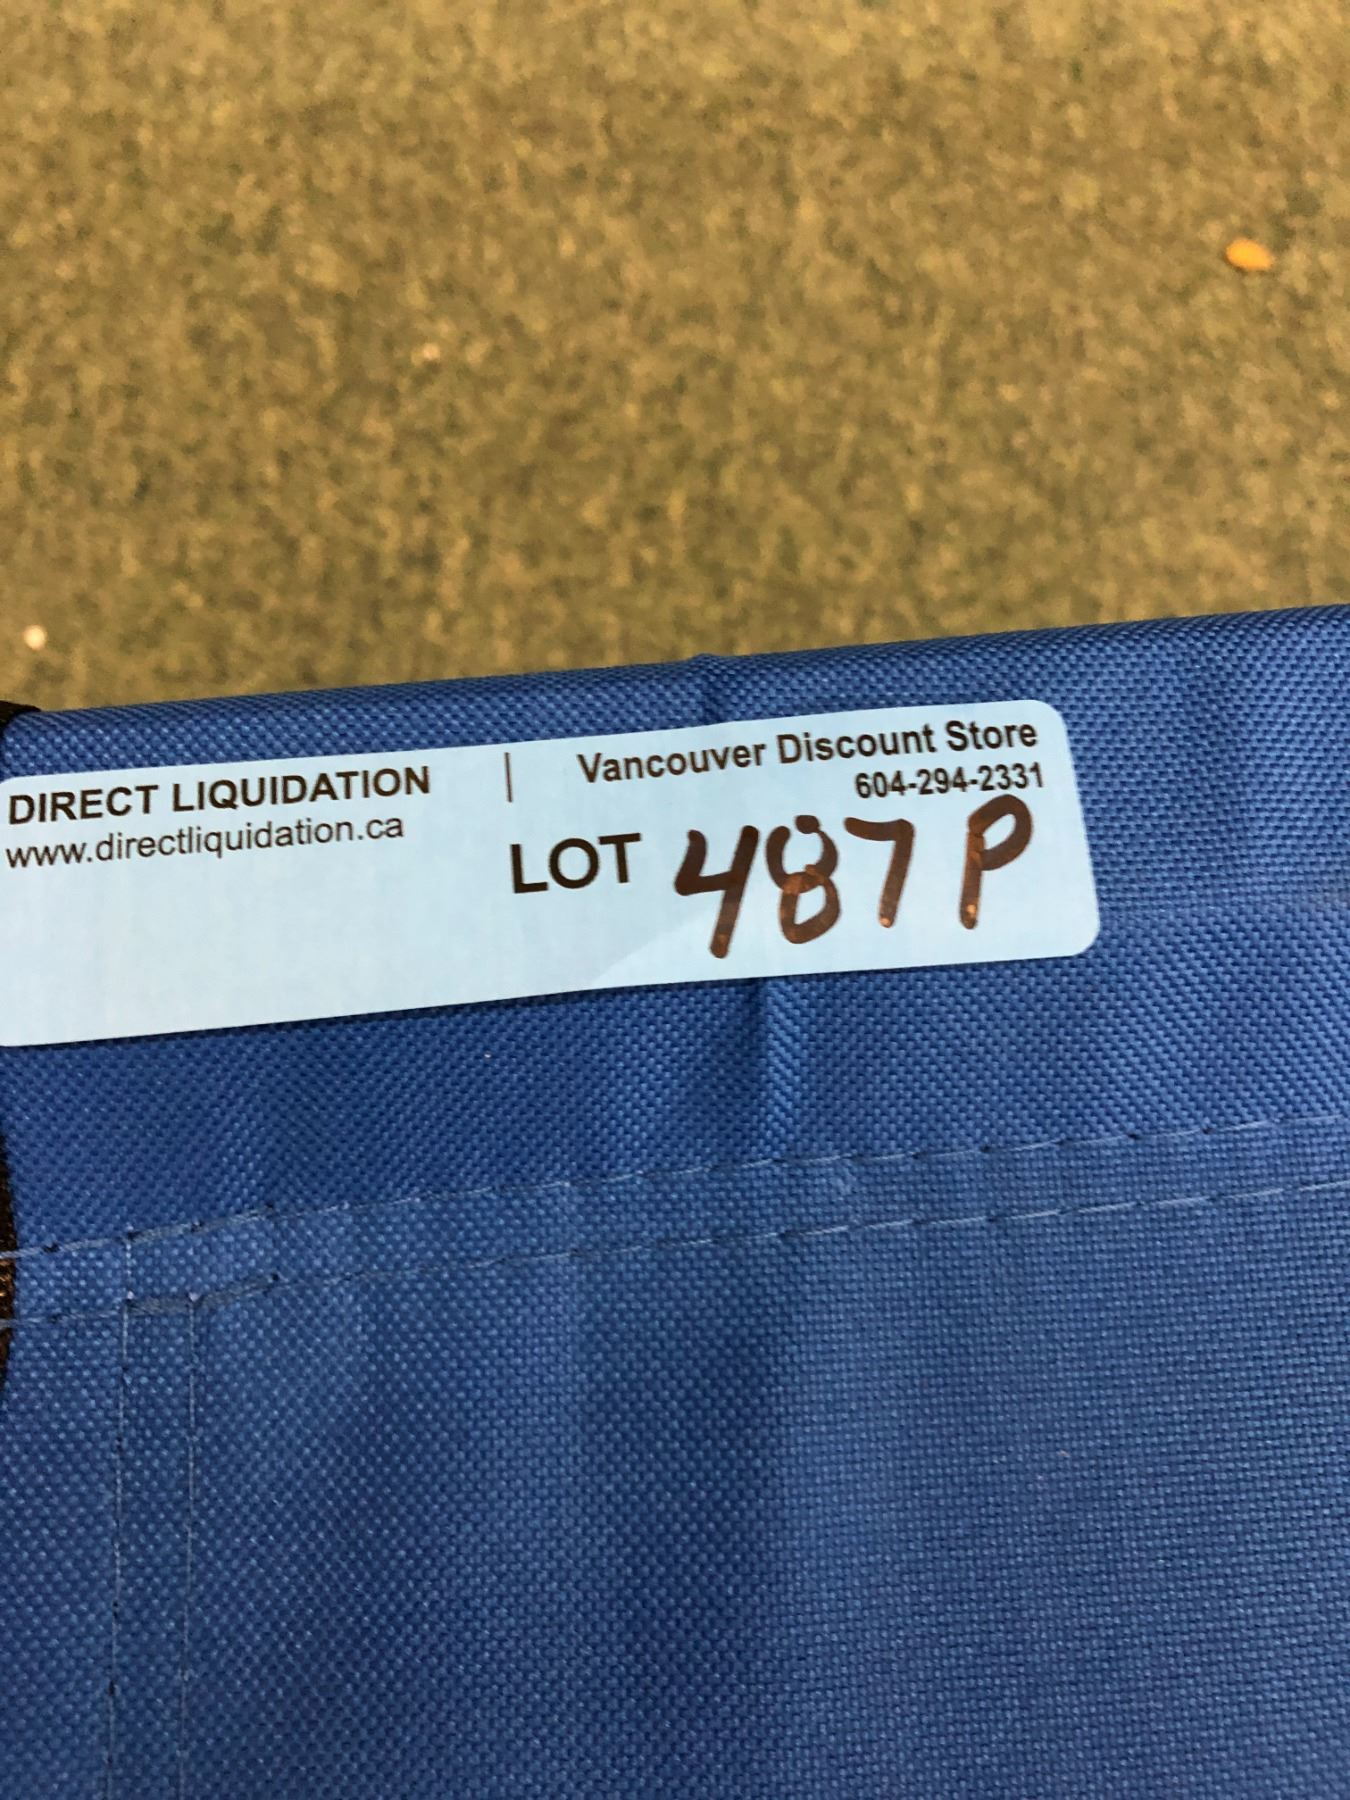 DIRECT LIQUIDATION | Vancouver Discount Store
www.directliquidation.ca 604-294-2331
LOT 487P